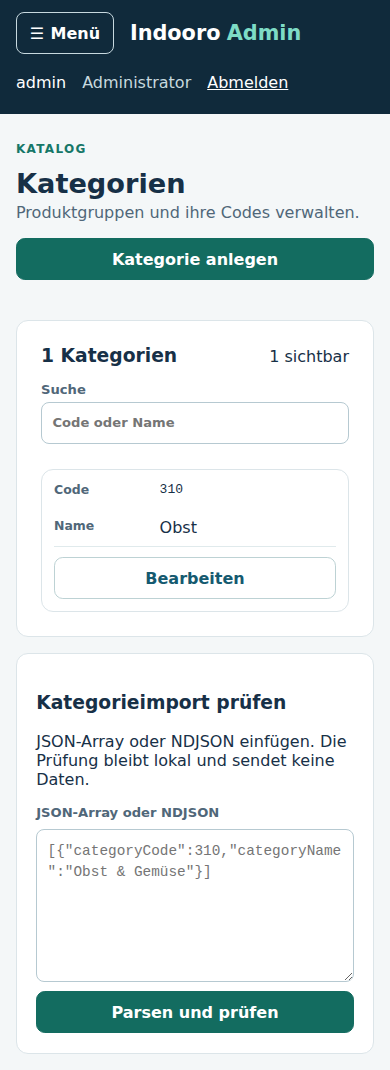 ☰ Menü
Indooro Admin
admin Administrator Abmelden
KATALOG
Kategorien
Produktgruppen und ihre Codes verwalten.
Kategorie anlegen
1 Kategorien
1 sichtbar
Suche
Code oder Name
Code 310
Name Obst
Bearbeiten
Kategorieimport prüfen
JSON-Array oder NDJSON einfügen. Die
Prüfung bleibt lokal und sendet keine
Daten.
JSON-Array oder NDJSON
[{"categoryCode":310,"categoryName
":"Obst & Gemüse"}]
Parsen und prüfen